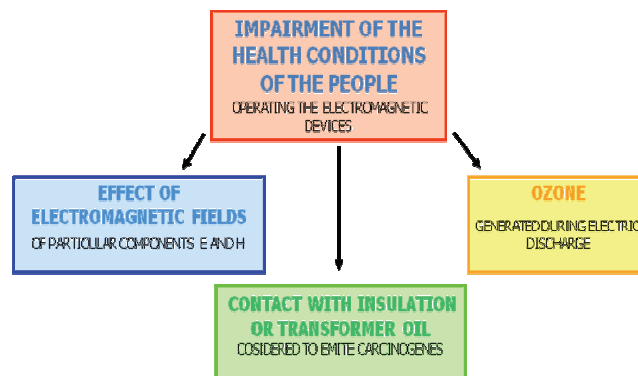 IMPAIRMENT OF THE
HEALTH CONDITIONS
OF THE PEOPLE
OPERATING THE ELECTROMAGNETIC
DEVICES
EFFECT OF
ELECTROMAGNETIC FIELDS
OF PARTICULAR COMPONENTS E AND H
OZONE
GENERATED DURING ELECTRIC
DISCHARGE
CONTACT WITH INSULATION
OR TRANSFORMER OIL
COSIDERED TO EMITE CARCINOGENES